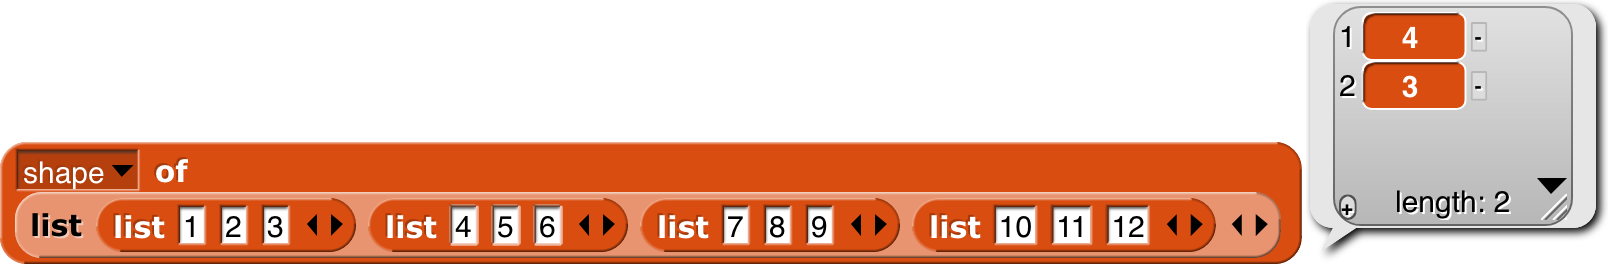 shape of
list list 1 2 3 list 4 5 6 list 7 8 9 list 10 11 12
1 4 -
2 3 -
+ length: 2